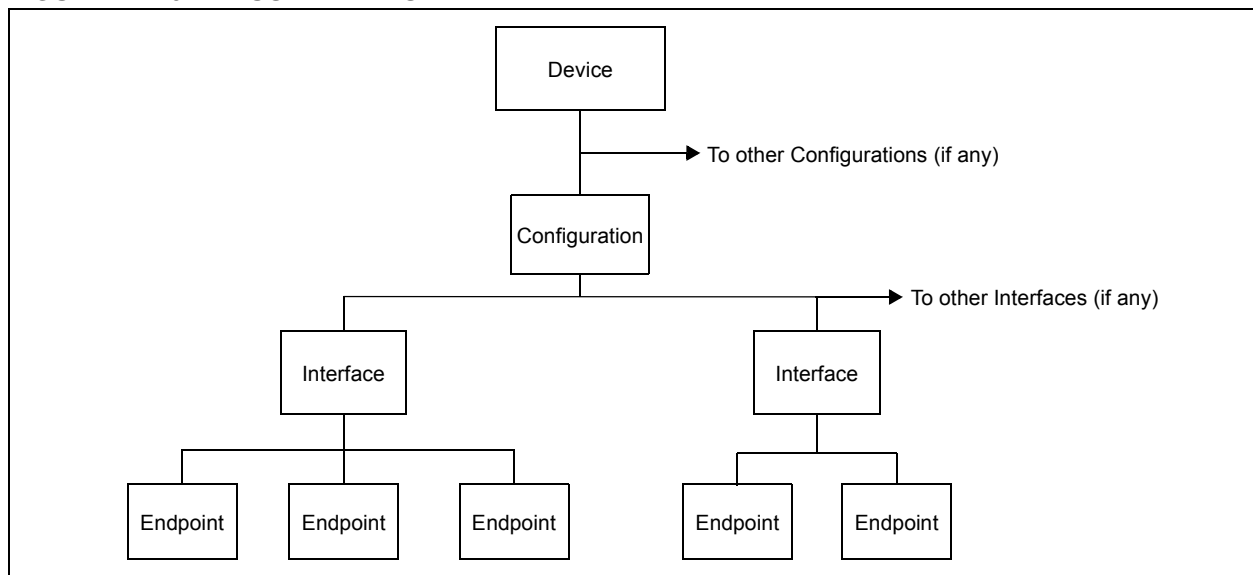 Device
To other Configurations (if any)
Configuration
To other Interfaces (if any)
Interface
Interface
Endpoint
Endpoint
Endpoint
Endpoint
Endpoint